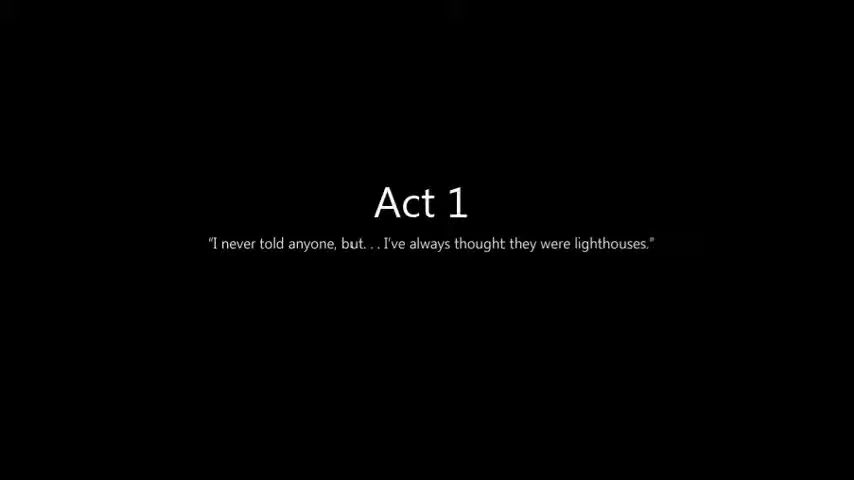 Act 1
“I never told anyone, but. . . I’ve always thought they were lighthouses.”